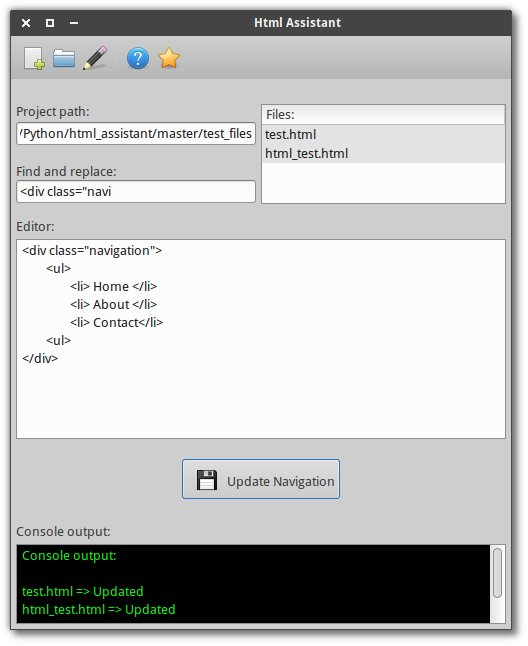 Html Assistant
Project path:
/Python/html_assistant/master/test_files
Files:
test.html
html_test.html
Find and replace:
<div class="navi
Editor:
<div class="navigation">
<ul>
<li> Home </li>
<li> About </li>
<li> Contact</li>
<ul>
</div>
Update Navigation
Console output:
Console output:
test.html => Updated
html_test.html => Updated